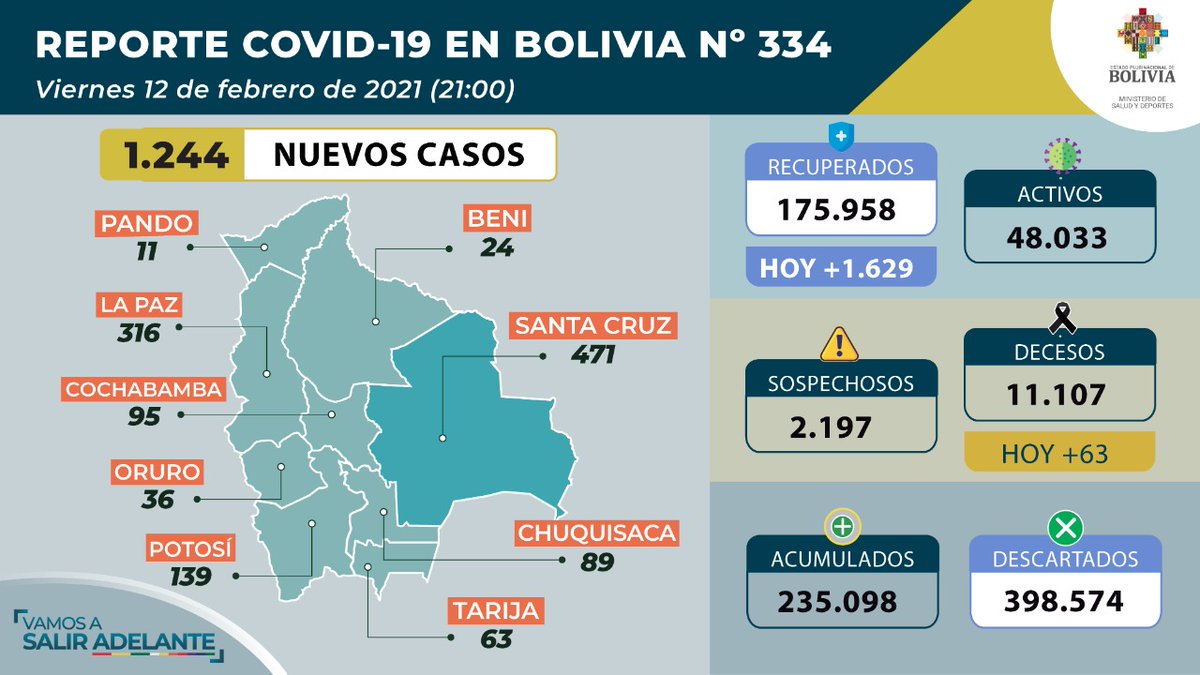 REPORTE COVID-19 EN BOLIVIA Nº 334
Viernes 12 de febrero de 2021 (21:00)
ESTADO PLURINACIONAL DE
BOLIVIA
MINISTERIO DE
SALUD Y DEPORTES
1.244 NUEVOS CASOS
PANDO
11
BENI
24
LA PAZ
316
SANTA CRUZ
471
COCHABAMBA
95
ORURO
36
CHUQUISACA
89
POTOSÍ
139
TARIJA
63
VAMOS A
SALIR ADELANTE
RECUPERADOS
175.958
HOY +1.629
ACTIVOS
48.033
SOSPECHOSOS
2.197
DECESOS
11.107
HOY +63
ACUMULADOS
235.098
DESCARTADOS
398.574